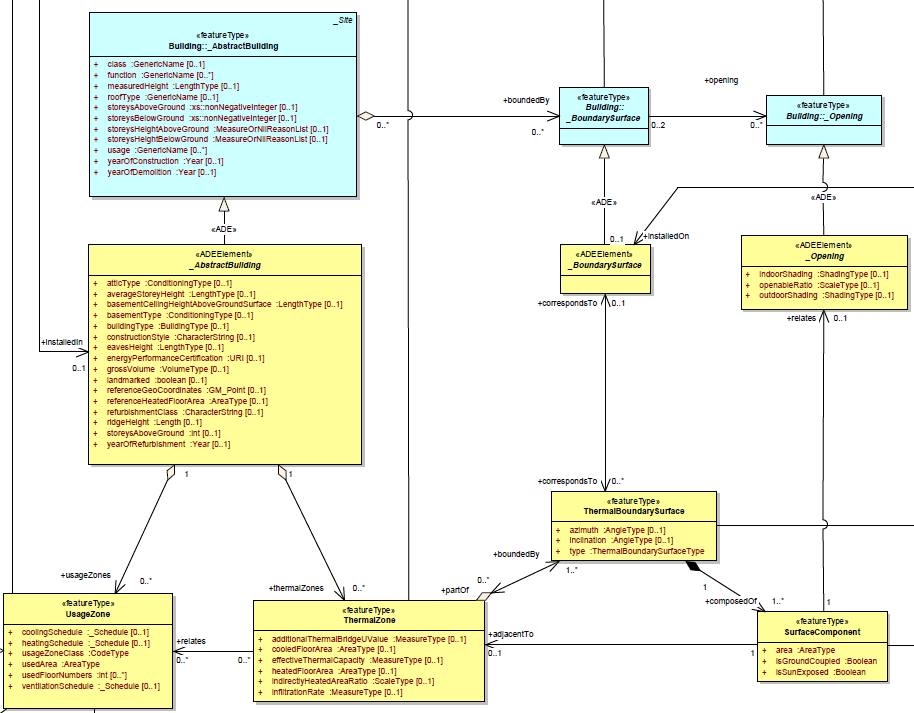 _Site
«featureType»
Building::_AbstractBuilding
+ class :GenericName [0..1]
+ function :GenericName [0..*]
+ measuredHeight :LengthType [0..1]
+ roofType :GenericName [0..1]
+ storeysAboveGround :xs::nonNegativeInteger [0..1]
+ storeysBelowGround :xs::nonNegativeInteger [0..1]
+ storeysHeightAboveGround :MeasureOrNilReasonList [0..1]
+ storeysHeightBelowGround :MeasureOrNilReasonList [0..1]
+ usage :GenericName [0..*]
+ yearOfConstruction :Year [0..1]
+ yearOfDemolition :Year [0..1]
0..*
+boundedBy
0..*
«featureType»
Building::
_BoundarySurface
0..2
+opening
0..*
«featureType»
Building::_Opening
«ADE»
«ADE»
«ADE»
+installedOn
0..1
«ADEElement»
_AbstractBuilding
+ atticType :ConditioningType [0..1]
+ averageStoreyHeight :LengthType [0..1]
+ basementCeilingHeightAboveGroundSurface :LengthType [0..1]
+ basementType :ConditioningType [0..1]
+ buildingType :BuildingType [0..1]
+ constructionStyle :CharacterString [0..1]
+ eavesHeight :LengthType [0..1]
+ energyPerformanceCertification :URI [0..1]
+ grossVolume :VolumeType [0..1]
+ landmarked :boolean [0..1]
+ referenceGeoCoordinates :GM_Point [0..1]
+ referenceHeatedFloorArea :AreaType [0..1]
+ refurbishmentClass :CharacterString [0..1]
+ ridgeHeight :Length [0..1]
+ storeysAboveGround :int [0..1]
+ yearOfRefurbishment :Year [0..1]
+installedIn
0..1
«ADEElement»
_BoundarySurface
«ADEElement»
_Opening
+ indoorShading :ShadingType [0..1]
+ openableRatio :ScaleType [0..1]
+ outdoorShading :ShadingType [0..1]
+correspondsTo
0..1
+relates
0..1
1
1
+correspondsTo
0..*
«featureType»
ThermalBoundarySurface
+ azimuth :AngleType [0..1]
+ inclination :AngleType [0..1]
+ type :ThermalBoundarySurfaceType
+boundedBy
1..*
0..*
+partOf
1
+composedOf
1..*
1
+usageZones
0..*
+thermalZones
0..*
«featureType»
UsageZone
+ coolingSchedule :_Schedule [0..1]
+ heatingSchedule :_Schedule [0..1]
+ usageZoneClass :CodeType
+ usedArea :AreaType
+ usedFloorNumbers :int [0..*]
+ ventilationSchedule :_Schedule [0..1]
+relates
0..*
0..*
«featureType»
ThermalZone
+ additionalThermalBridgeUValue :MeasureType [0..1]
+ cooledFloorArea :AreaType [0..1]
+ effectiveThermalCapacity :MeasureType [0..1]
+ heatedFloorArea :AreaType [0..1]
+ indirectlyHeatedAreaRatio :ScaleType [0..1]
+ infiltrationRate :MeasureType [0..1]
+adjacentTo
0..1
1
«featureType»
SurfaceComponent
+ area :AreaType
+ isGroundCoupled :Boolean
+ isSunExposed :Boolean